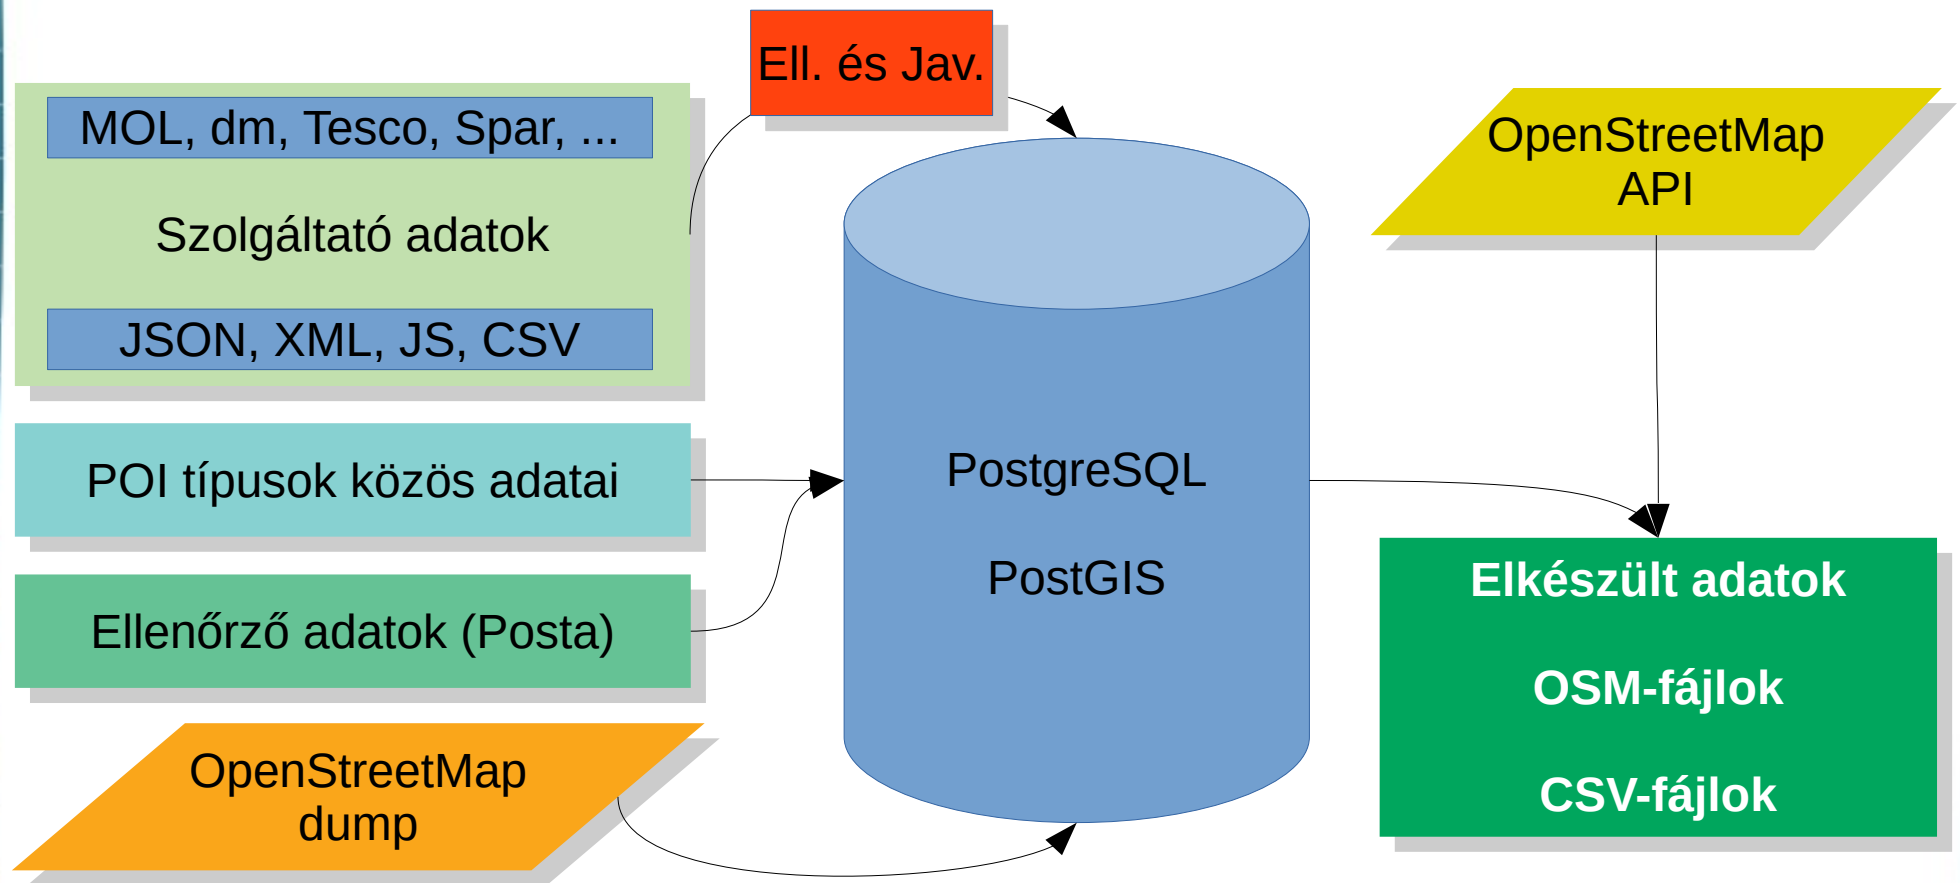 Ell. és Jav.
MOL, dm, Tesco, Spar, ...
Szolgáltató adatok
JSON, XML, JS, CSV
POI típusok közös adatai
Ellenőrző adatok (Posta)
OpenStreetMap
dump
PostgreSQL
PostGIS
OpenStreetMap
API
Elkészült adatok
OSM-fájlok
CSV-fájlok